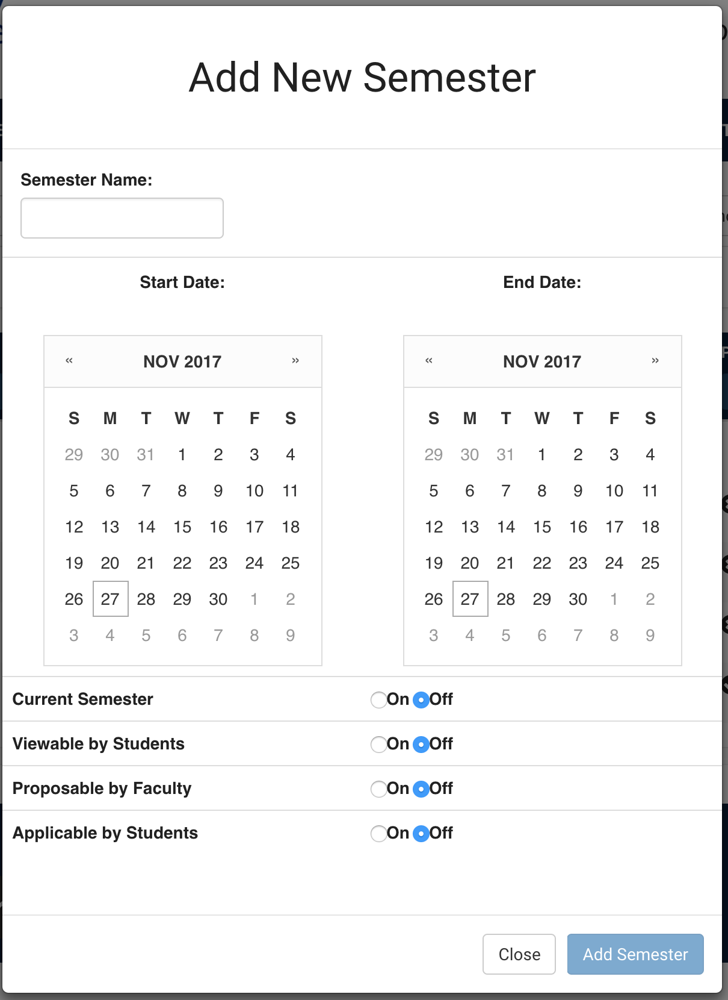 Add New Semester
Semester Name:
Start Date:
End Date:
« NOV 2017 »
S M T W T F S
29 30 31 1 2 3 4
5 6 7 8 9 10 11
12 13 14 15 16 17 18
19 20 21 22 23 24 25
26 27 28 29 30 1 2
3 4 5 6 7 8 9
« NOV 2017 »
S M T W T F S
29 30 31 1 2 3 4
5 6 7 8 9 10 11
12 13 14 15 16 17 18
19 20 21 22 23 24 25
26 27 28 29 30 1 2
3 4 5 6 7 8 9
Current Semester On Off
Viewable by Students On Off
Proposable by Faculty On Off
Applicable by Students On Off
Close Add Semester